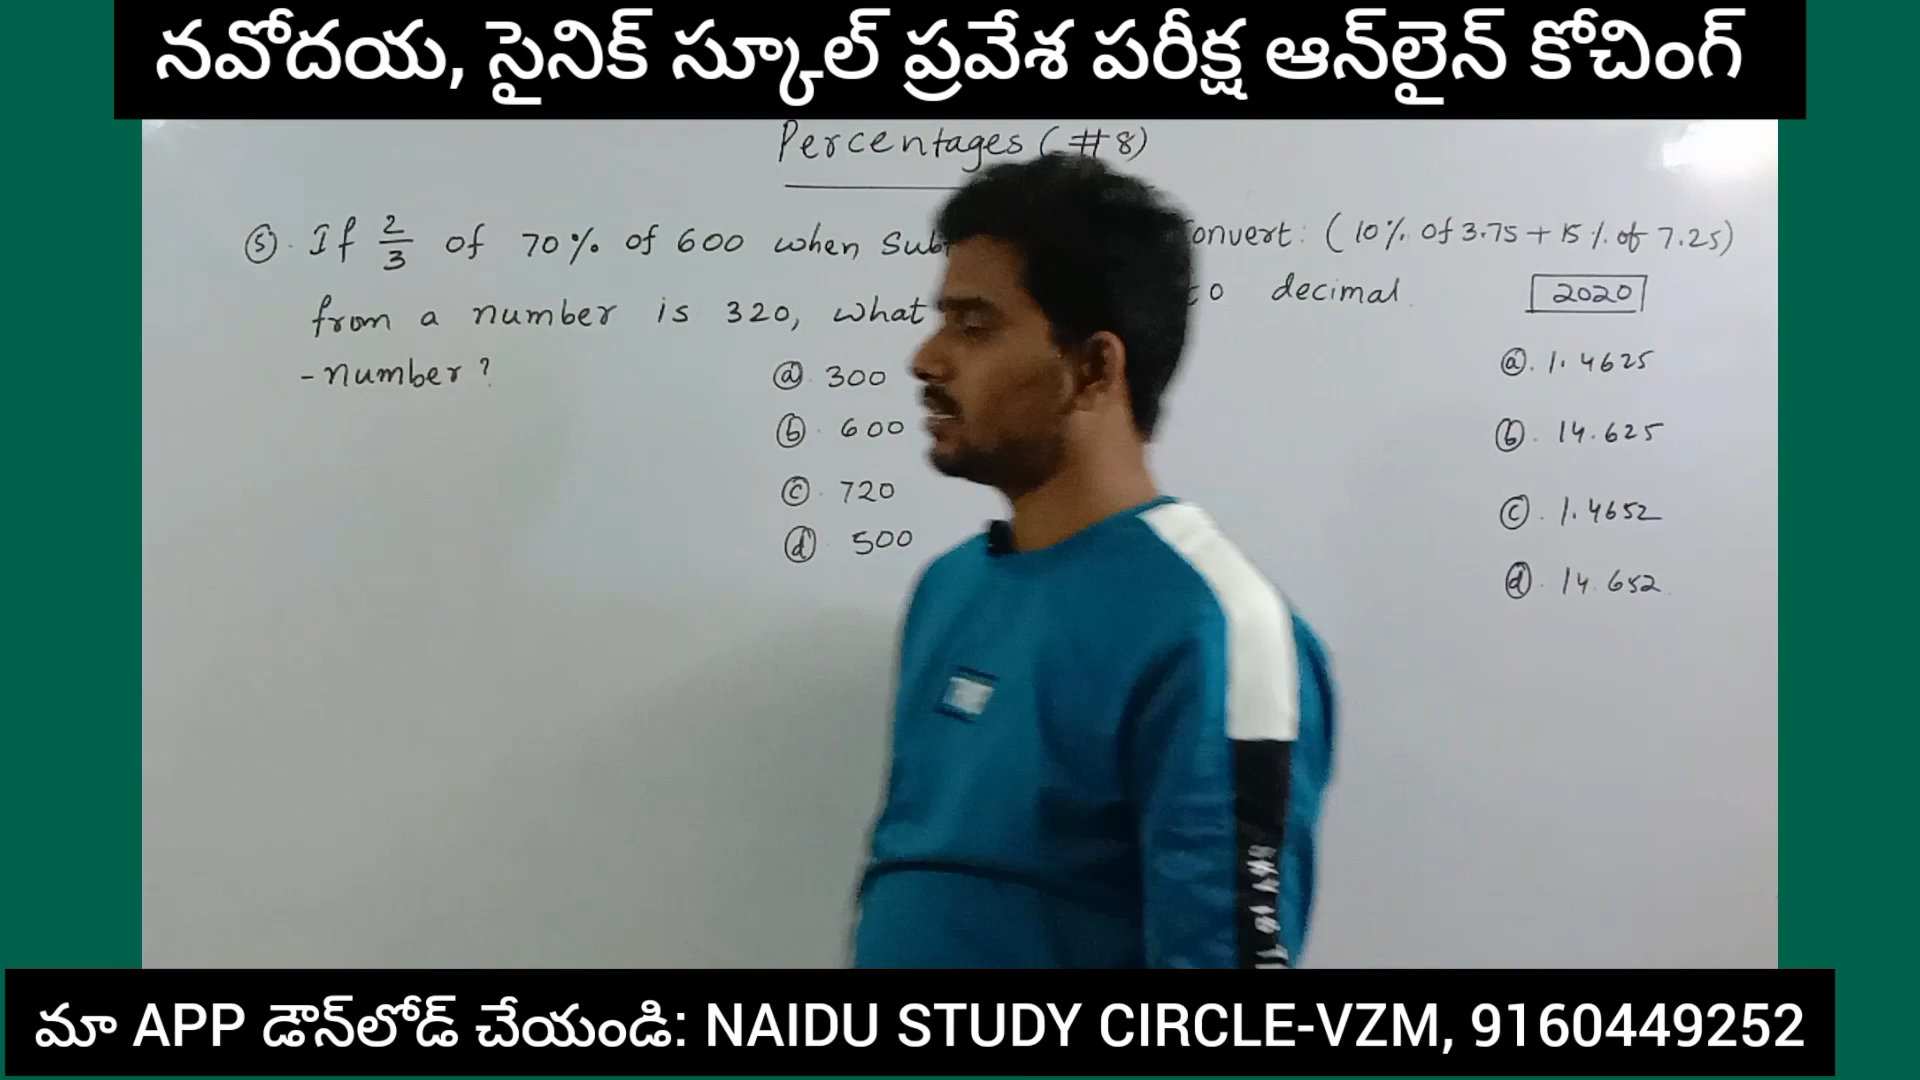 నవోదయ, సైనిక్ స్కూల్ ప్రవేశ పరీక్ష ఆన్‌లైన్ కోచింగ్
Percentages (#8)
⑤. If 2/3 of 70% of 600 when
from a number is 320, what
-number?
ⓐ. 300
ⓑ. 600
ⓒ. 720
ⓓ. 500
: (10% of 3.75 + 15% of 7.25)
decimal.
2020
ⓐ. 1.4625
ⓑ. 14.625
ⓒ. 1.4652
ⓓ. 14.652
మా APP డౌన్‌లోడ్ చేయండి: NAIDU STUDY CIRCLE-VZM, 9160449252